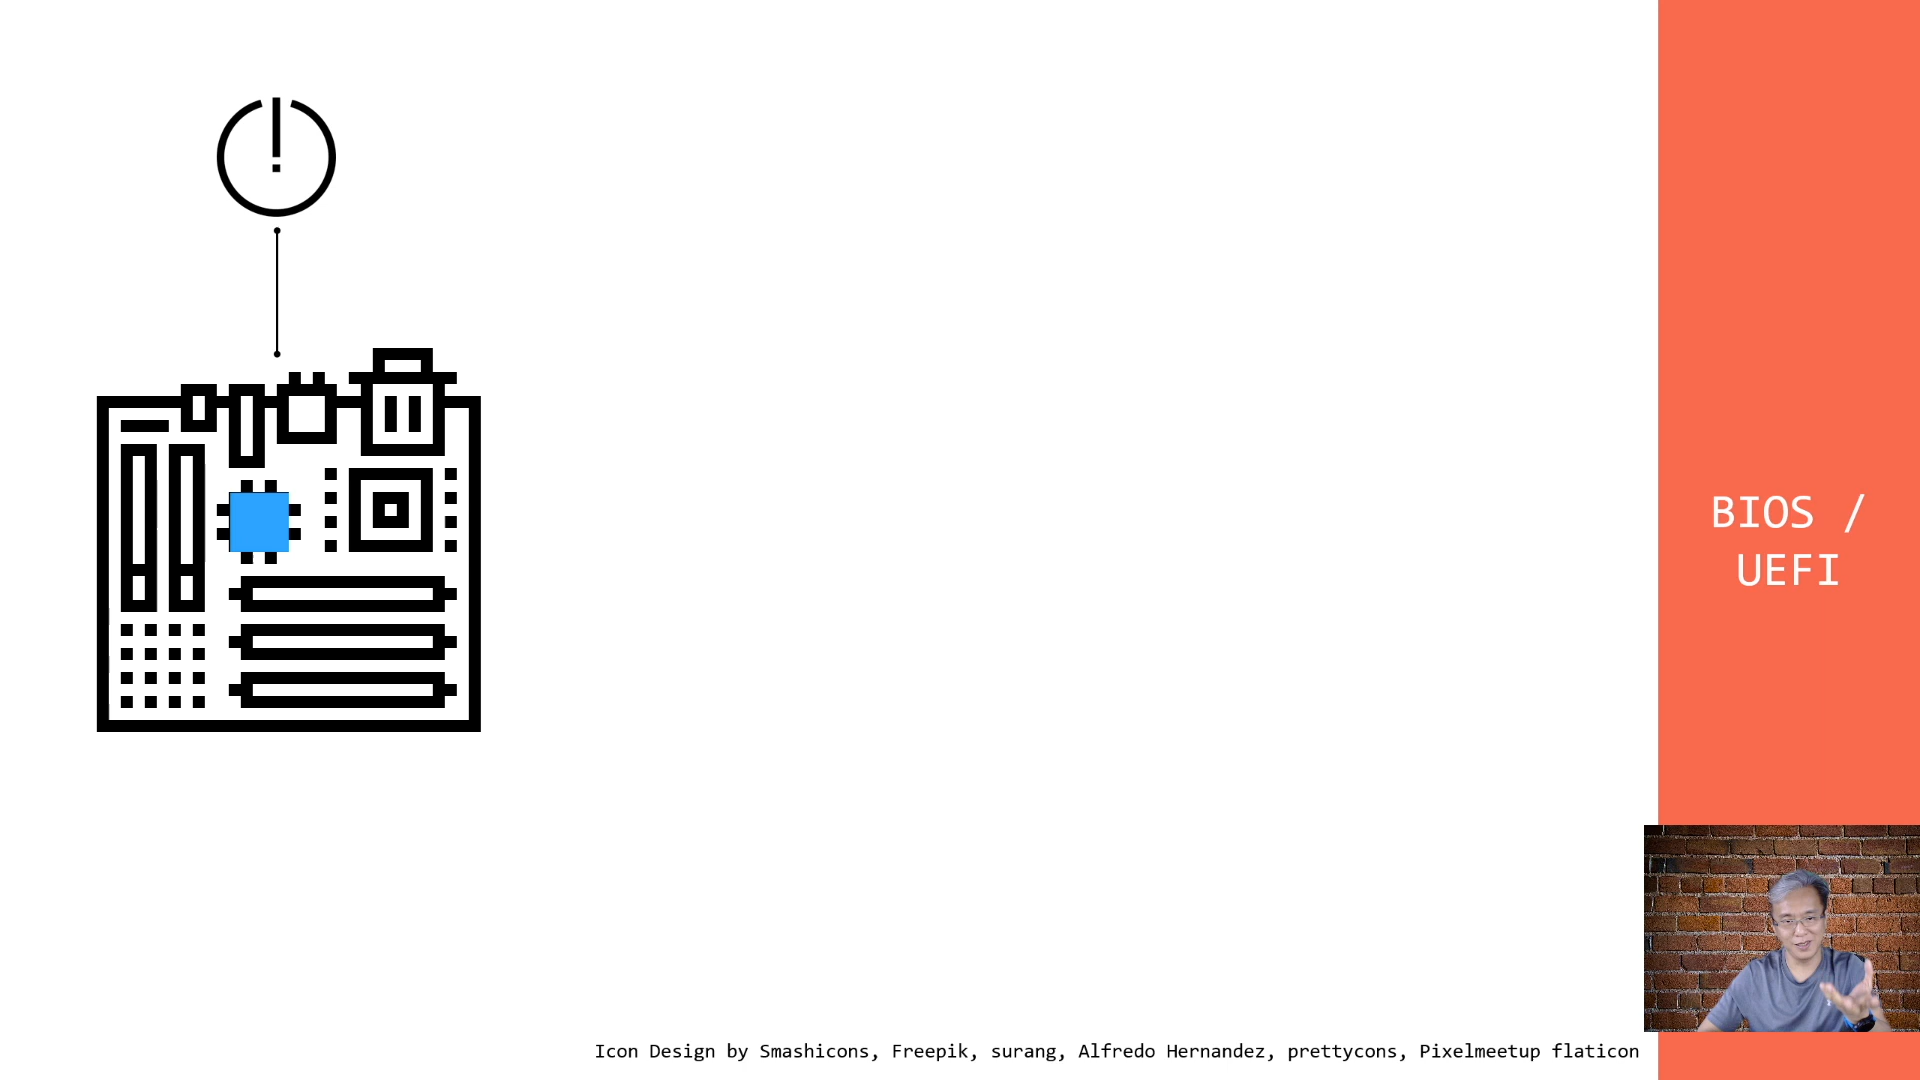 BIOS /
UEFI
Icon Design by Smashicons, Freepik, surang, Alfredo Hernandez, prettycons, Pixelmeetup flaticon